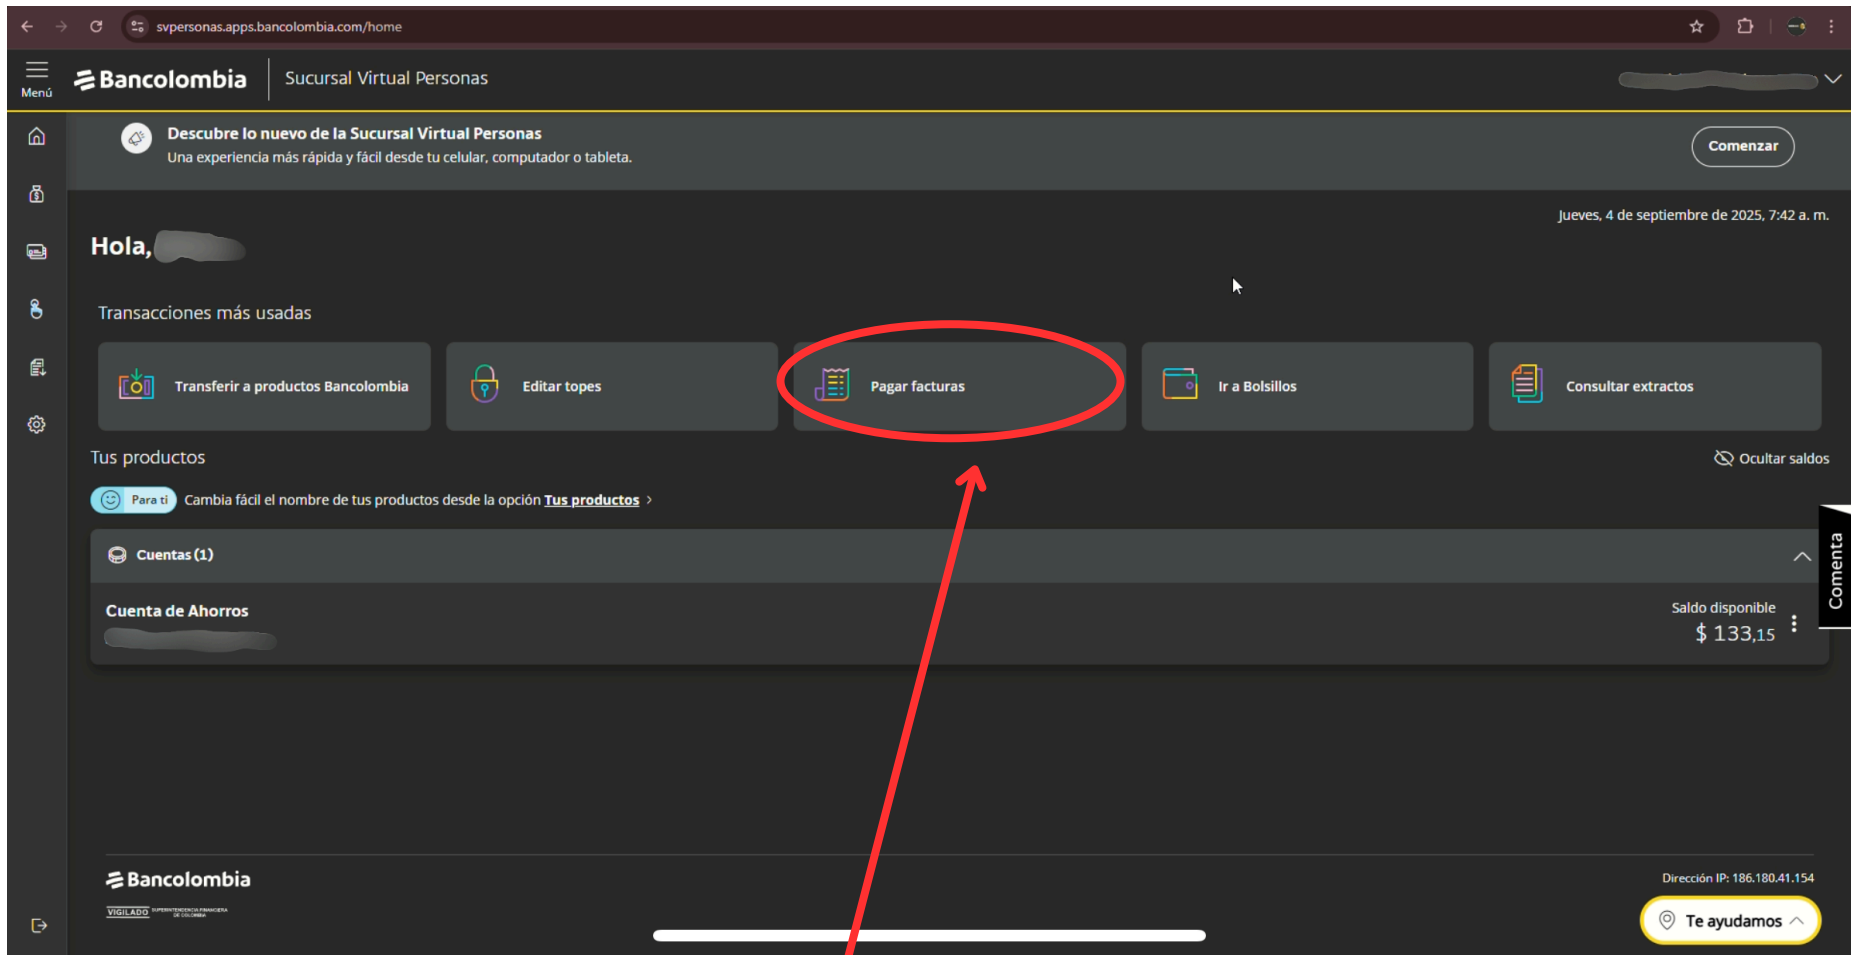 svpersonas.apps.bancolombia.com/home
Menú
Bancolombia
Sucursal Virtual Personas
Descubre lo nuevo de la Sucursal Virtual Personas
Una experiencia más rápida y fácil desde tu celular, computador o tableta.
Comenzar
Jueves, 4 de septiembre de 2025, 7:42 a. m.
Hola,
Transacciones más usadas
Transferir a productos Bancolombia
Editar topes
Pagar facturas
Ir a Bolsillos
Consultar extractos
Tus productos
Ocultar saldos
Para ti
Cambia fácil el nombre de tus productos desde la opción Tus productos >
Cuentas (1)
Comenta
Cuenta de Ahorros
Saldo disponible
$ 133,15
Bancolombia
Dirección IP: 186.180.41.154
VIGILADO SUPERINTENDENCIA FINANCIERA
DE COLOMBIA
Te ayudamos